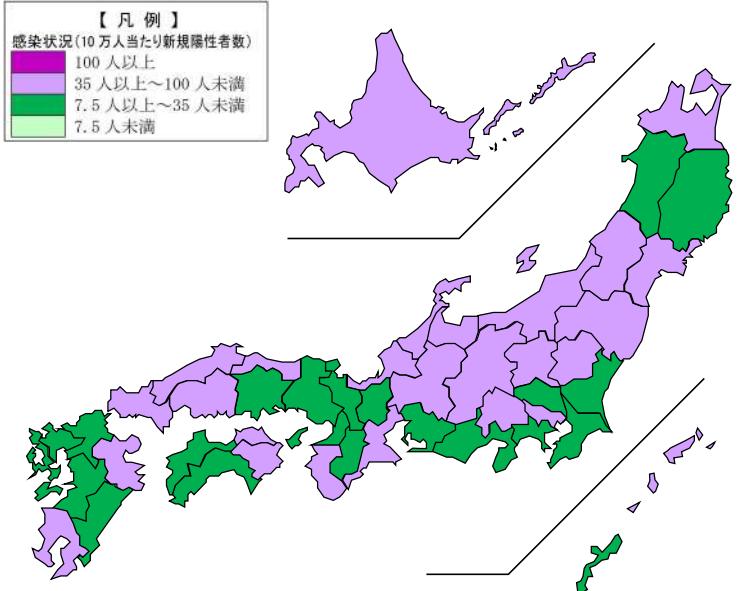 【 凡 例 】
感染状況(10万人当たり新規陽性者数)
100 人以上
35 人以上～100 人未満
7.5 人以上～35 人未満
7.5 人未満